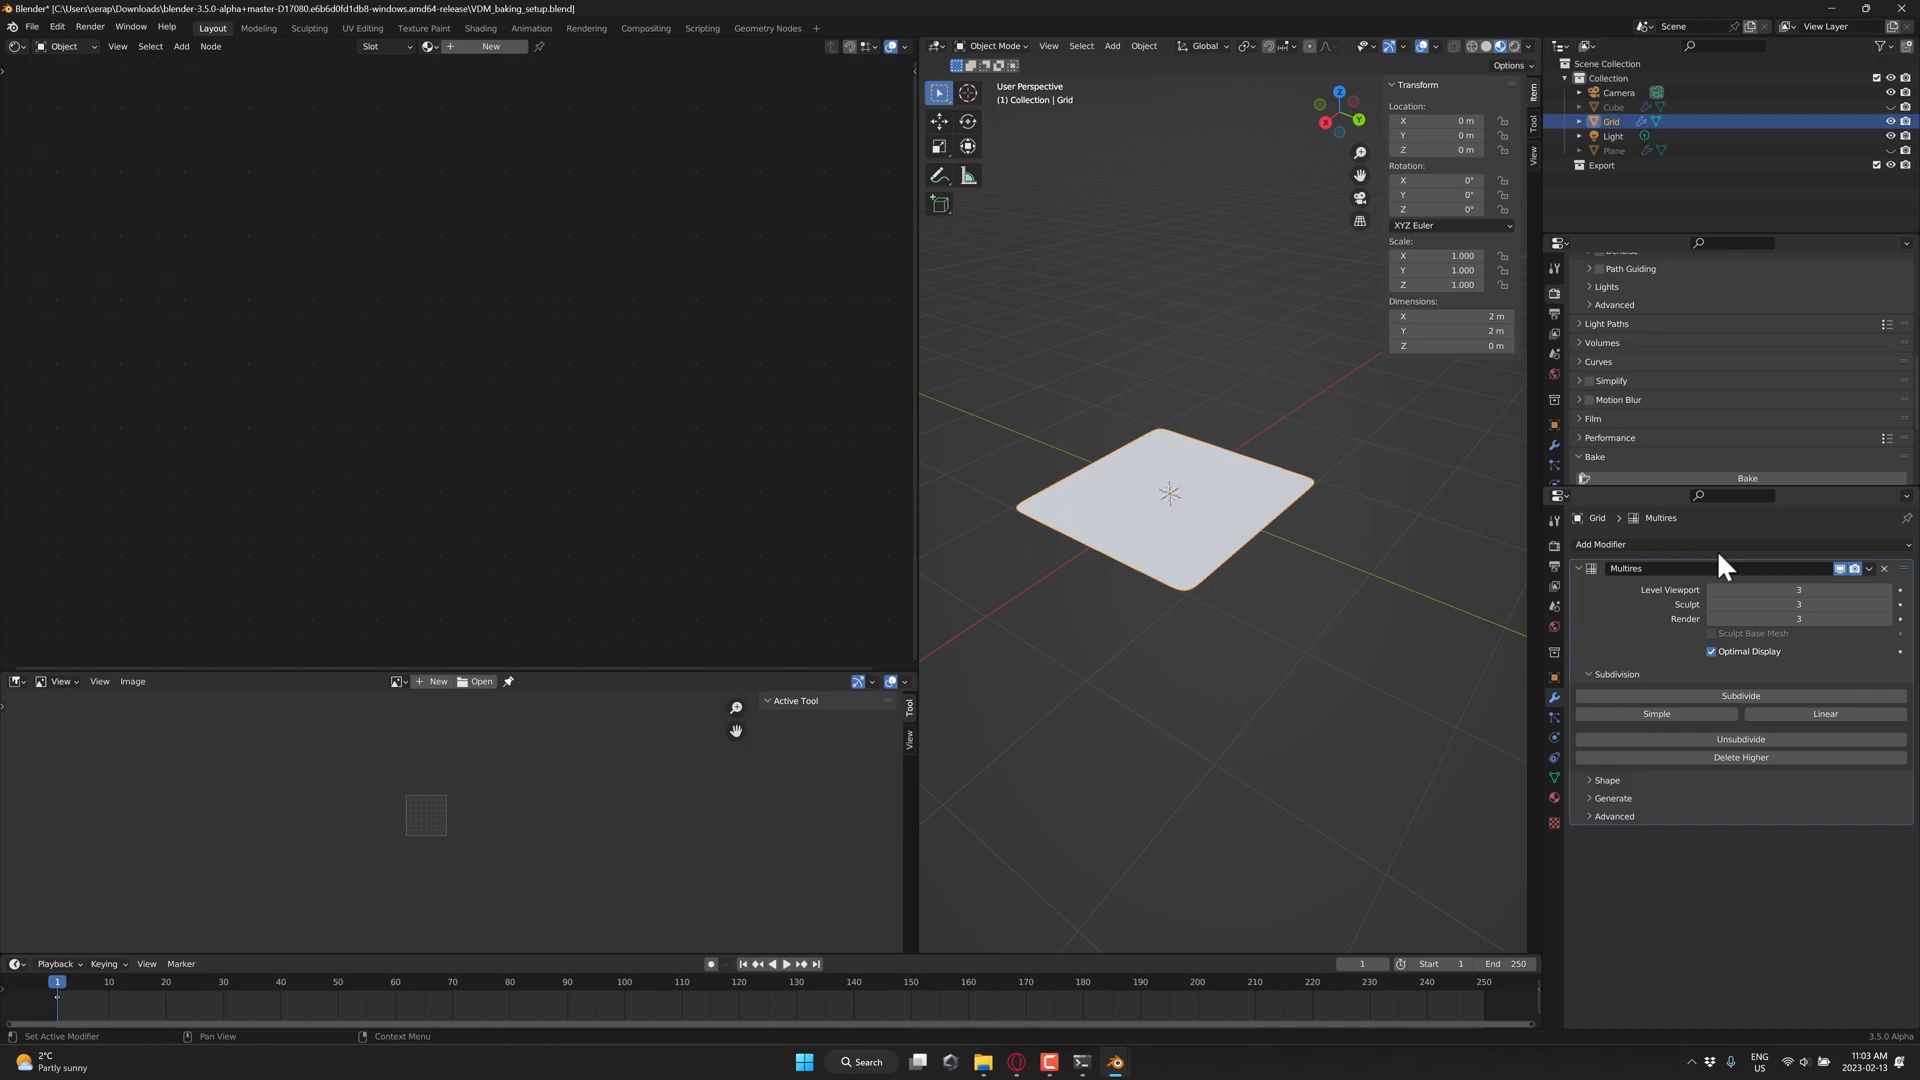 Blender* [C:\Users\serap\Downloads\blender-3.5.0-alpha+master-D17080.e6b6d0fd1db8-windows.amd64-release\VDM_baking_setup.blend]
File Edit Render Window Help Layout Modeling Sculpting UV Editing Texture Paint Shading Animation Rendering Compositing Scripting Geometry Nodes + Scene View Layer
Object View Select Add Node Slot New
Object Mode View Select Add Object Global
Options
User Perspective
(1) Collection | Grid
Z
Y
X
Transform
Location:
X 0 m
Y 0 m
Z 0 m
Rotation:
X 0°
Y 0°
Z 0°
XYZ Euler
Scale:
X 1.000
Y 1.000
Z 1.000
Dimensions:
X 2 m
Y 2 m
Z 0 m
Item
Tool
View
Scene Collection
Collection
Camera
Cube
Grid
Light
Plane
Export
Path Guiding
Lights
Advanced
Light Paths
Volumes
Curves
Simplify
Motion Blur
Film
Performance
Bake
Bake
Grid > Multires
Add Modifier
Multires
Level Viewport 3
Sculpt 3
Render 3
Sculpt Base Mesh
Optimal Display
Subdivision
Subdivide
Simple Linear
Unsubdivide
Delete Higher
Shape
Generate
Advanced
View View Image New Open
Active Tool
Tool
View
Playback Keying View Marker 1 Start 1 End 250
1 10 20 30 40 50 60 70 80 90 100 110 120 130 140 150 160 170 180 190 200 210 220 230 240 250
Set Active Modifier Pan View Context Menu 3.5.0 Alpha
2°C
Partly sunny
Search
ENG
US
11:03 AM
2023-02-13